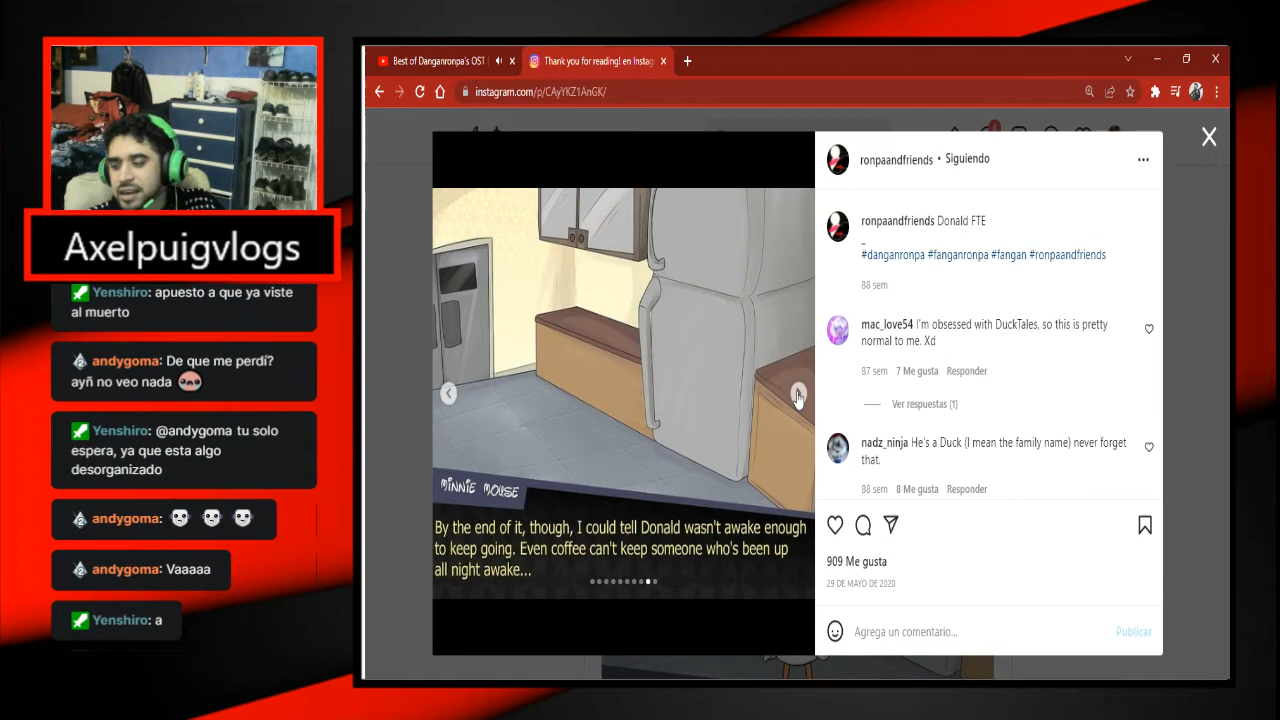 Axelpuigvlogs
Yenshiro: apuesto a que ya viste
al muerto
andygoma: De que me perdí?
ayñ no veo nada
Yenshiro: @andygoma tu solo
espera, ya que esta algo
desorganizado
andygoma:
andygoma: Vaaaaa
Yenshiro: a
Best of Danganronpa's OST
Thank you for reading! en Instag
instagram.com/p/CAyYKZ1AnGK/
MINNIE MOUSE
By the end of it, though, I could tell Donald wasn't awake enough
to keep going. Even coffee can't keep someone who's been up
all night awake...
ronpaandfriends • Siguiendo
ronpaandfriends Donald FTE
_
#danganronpa #fanganronpa #fangan #ronpaandfriends
88 sem
mac_love54 I'm obsessed with DuckTales, so this is pretty
normal to me. Xd
87 sem 7 Me gusta Responder
Ver respuestas (1)
nadz_ninja He's a Duck (I mean the family name) never forget
that.
88 sem 8 Me gusta Responder
909 Me gusta
29 DE MAYO DE 2020
Agrega un comentario...
Publicar